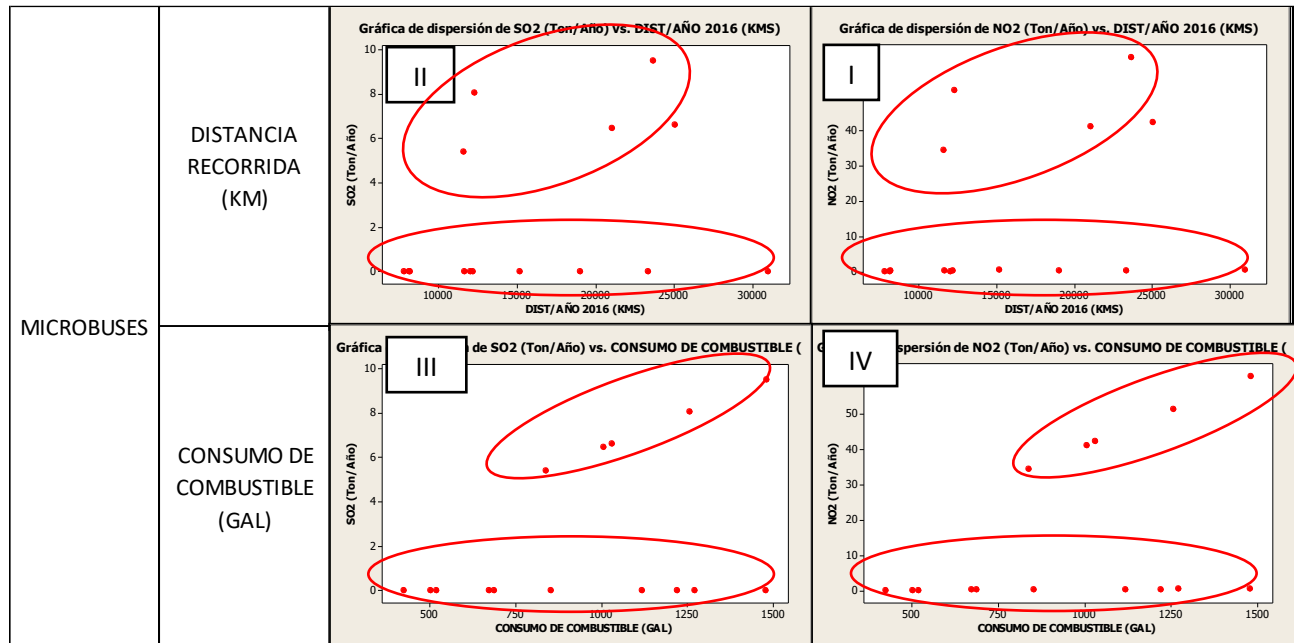 MICROBUSES
DISTANCIA
RECORRIDA
(KM)
Gráfica de dispersión de SO2 (Ton/Año) vs. DIST/AÑO 2016 (KMS)
II
SO2 (Ton/Año)
10
8
6
4
2
0
10000 15000 20000 25000 30000
DIST/AÑO 2016 (KMS)
Gráfica de dispersión de NO2 (Ton/Año) vs. DIST/AÑO 2016 (KMS)
I
NO2 (Ton/Año)
40
30
20
10
0
10000 15000 20000 25000 30000
DIST/AÑO 2016 (KMS)
CONSUMO DE
COMBUSTIBLE
(GAL)
Gráfica de SO2 (Ton/Año) vs. CONSUMO DE COMBUSTIBLE (
III
SO2 (Ton/Año)
10
8
6
4
2
0
500 750 1000 1250 1500
CONSUMO DE COMBUSTIBLE (GAL)
de NO2 (Ton/Año) vs. CONSUMO DE COMBUSTIBLE (
IV
NO2 (Ton/Año)
50
40
30
20
10
0
500 750 1000 1250 1500
CONSUMO DE COMBUSTIBLE (GAL)